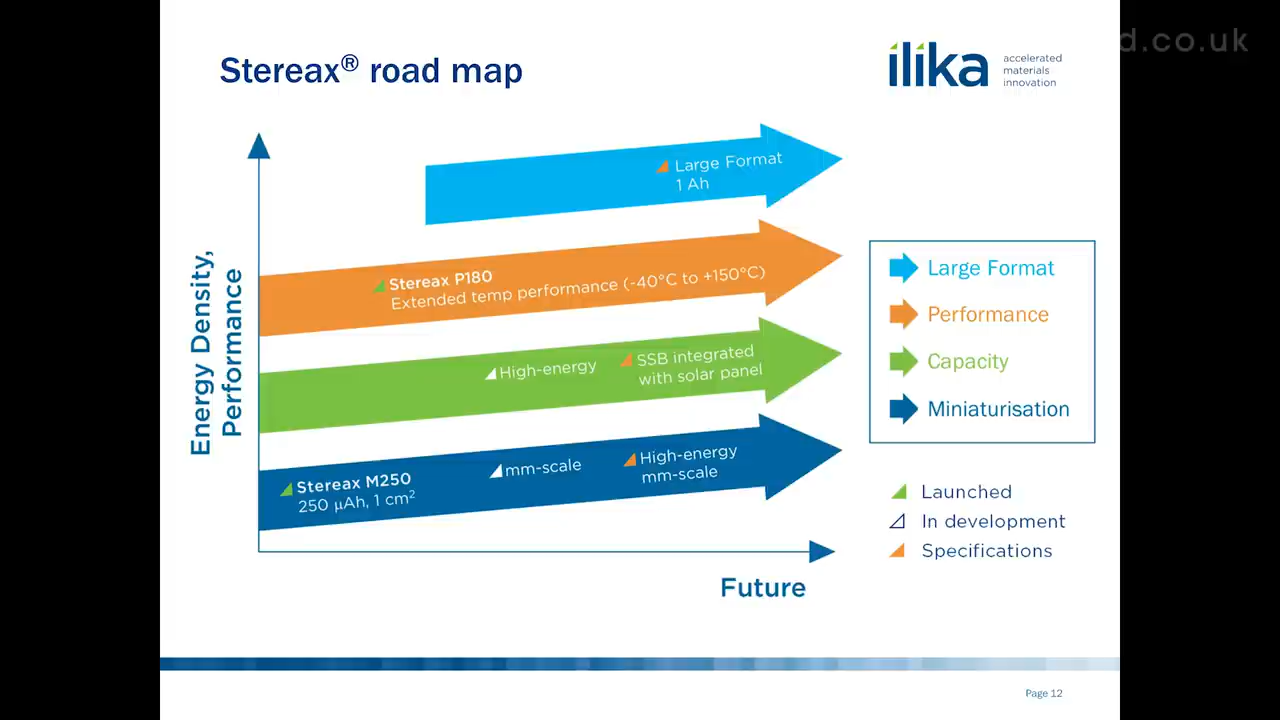 d.co.uk
Stereax® road map
ilika
accelerated
materials
innovation
Large Format
1 Ah
Stereax P180
Extended temp performance (-40°C to +150°C)
High-energy
SSB integrated
with solar panel
Stereax M250
250 µAh, 1 cm²
mm-scale
High-energy
mm-scale
Energy Density,
Performance
Future
Large Format
Performance
Capacity
Miniaturisation
Launched
In development
Specifications
Page 12